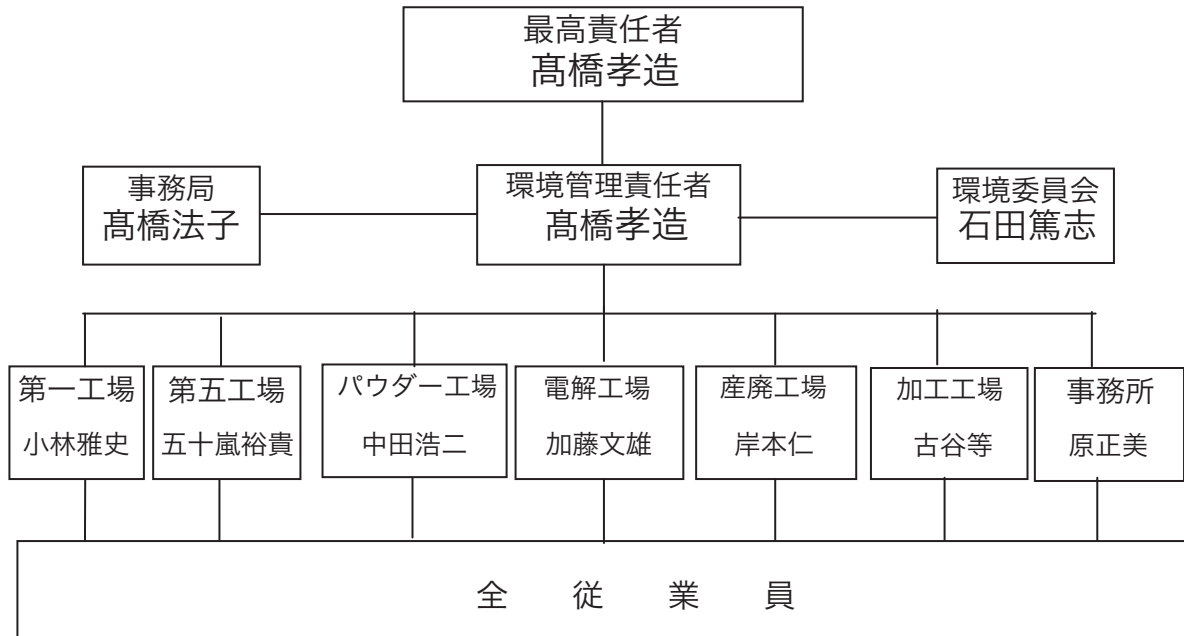 最高責任者
髙橋孝造
事務局
髙橋法子
環境管理責任者
髙橋孝造
環境委員会
石田篤志
第一工場
小林雅史
第五工場
五十嵐裕貴
パウダー工場
中田浩二
電解工場
加藤文雄
産廃工場
岸本仁
加工工場
古谷等
事務所
原正美
全 従 業 員